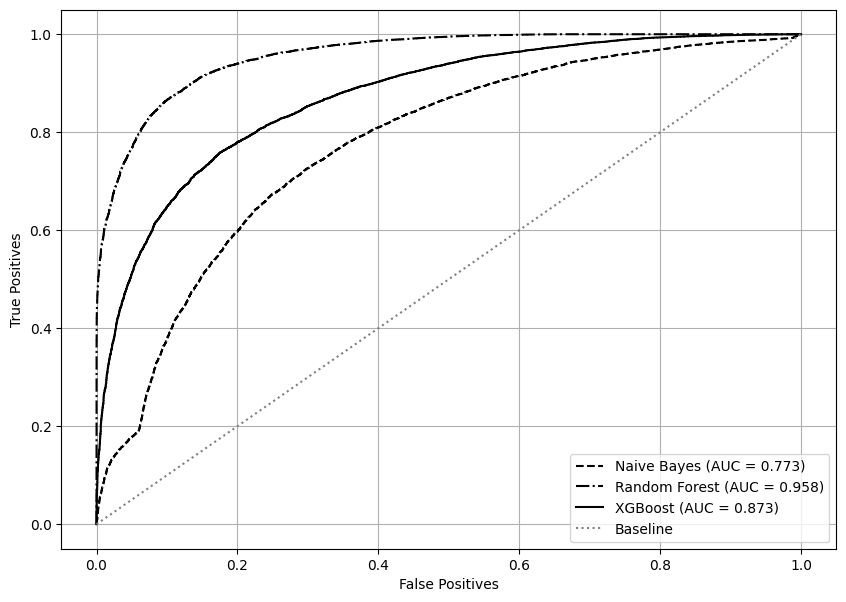 1.0
0.8
0.6
0.4
0.2
0.0
True Positives
Naive Bayes (AUC = 0.773)
Random Forest (AUC = 0.958)
XGBoost (AUC = 0.873)
Baseline
0.0 0.2 0.4 0.6 0.8 1.0
False Positives